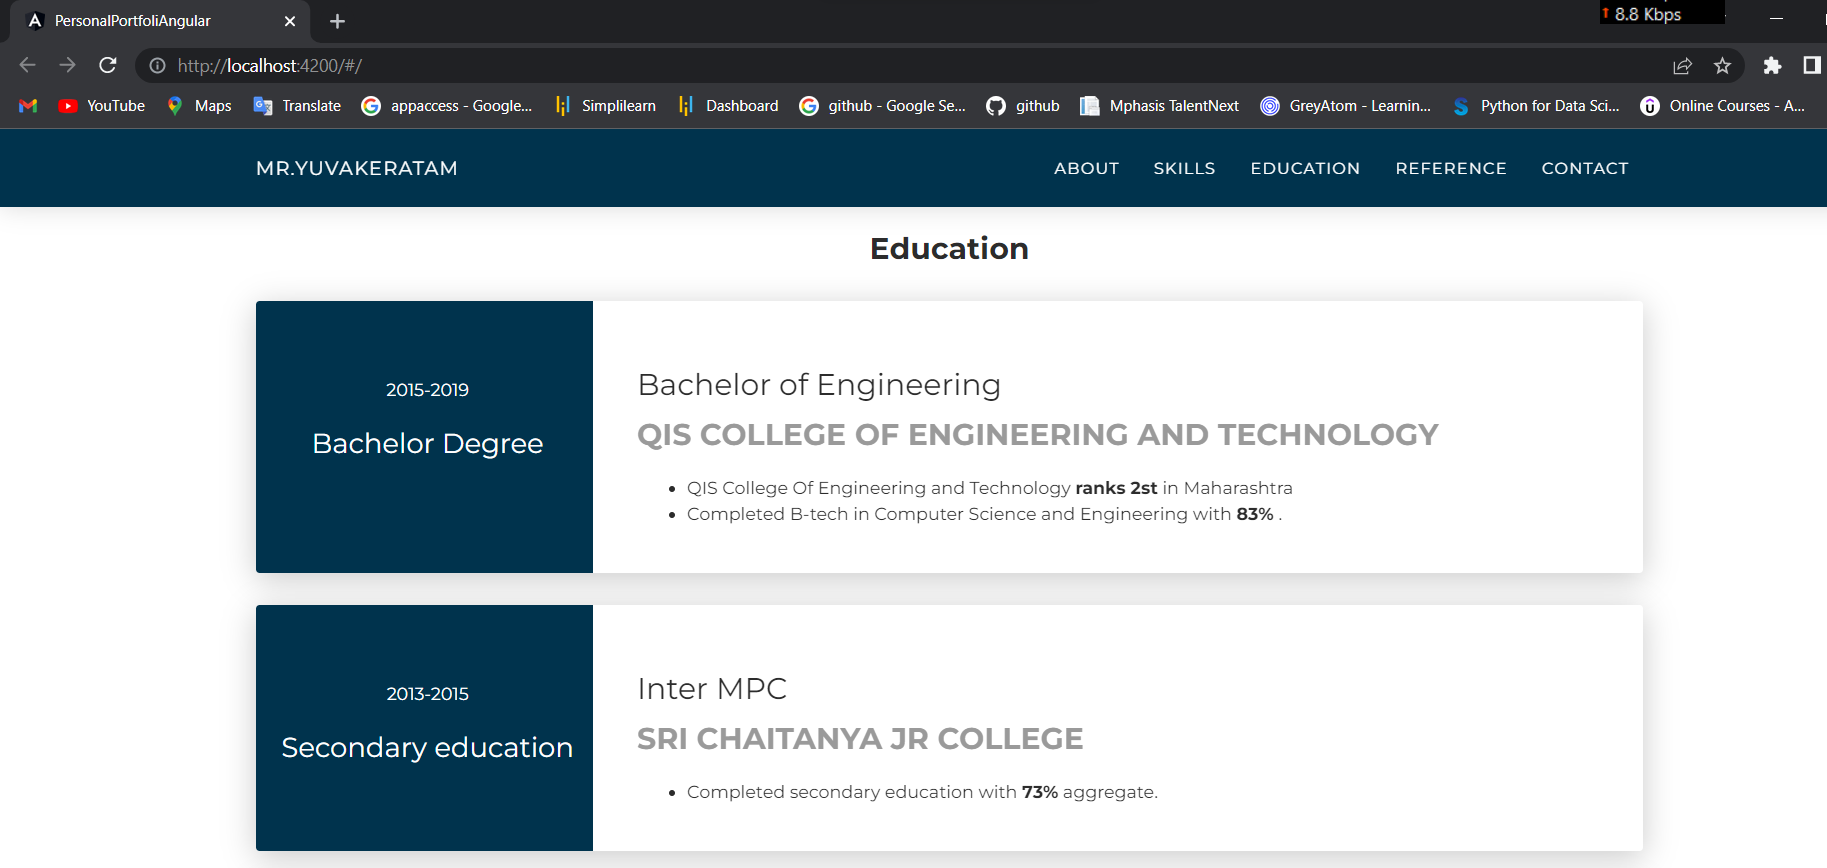 PersonalPortfoliAngular
8.8 Kbps
http://localhost:4200/#/
YouTube Maps Translate appaccess - Google... Simplilearn Dashboard github - Google Se... github Mphasis TalentNext GreyAtom - Learnin... Python for Data Sci... Online Courses - A...
MR.YUVAKERATAM ABOUT SKILLS EDUCATION REFERENCE CONTACT
Education
2015-2019
Bachelor Degree
Bachelor of Engineering
QIS COLLEGE OF ENGINEERING AND TECHNOLOGY
QIS College Of Engineering and Technology ranks 2st in Maharashtra
Completed B-tech in Computer Science and Engineering with 83% .
2013-2015
Secondary education
Inter MPC
SRI CHAITANYA JR COLLEGE
Completed secondary education with 73% aggregate.